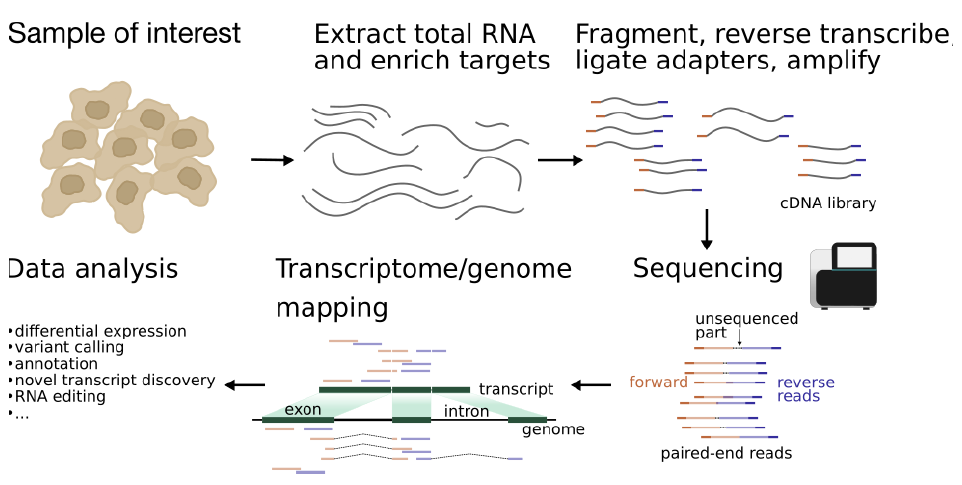 Sample of interest
Extract total RNA
and enrich targets
Fragment, reverse transcribe,
ligate adapters, amplify
cDNA library
Sequencing
unsequenced
part
forward
reverse
reads
paired-end reads
Transcriptome/genome
mapping
transcript
exon
intron
genome
Data analysis
•differential expression
•variant calling
•annotation
•novel transcript discovery
•RNA editing
•...